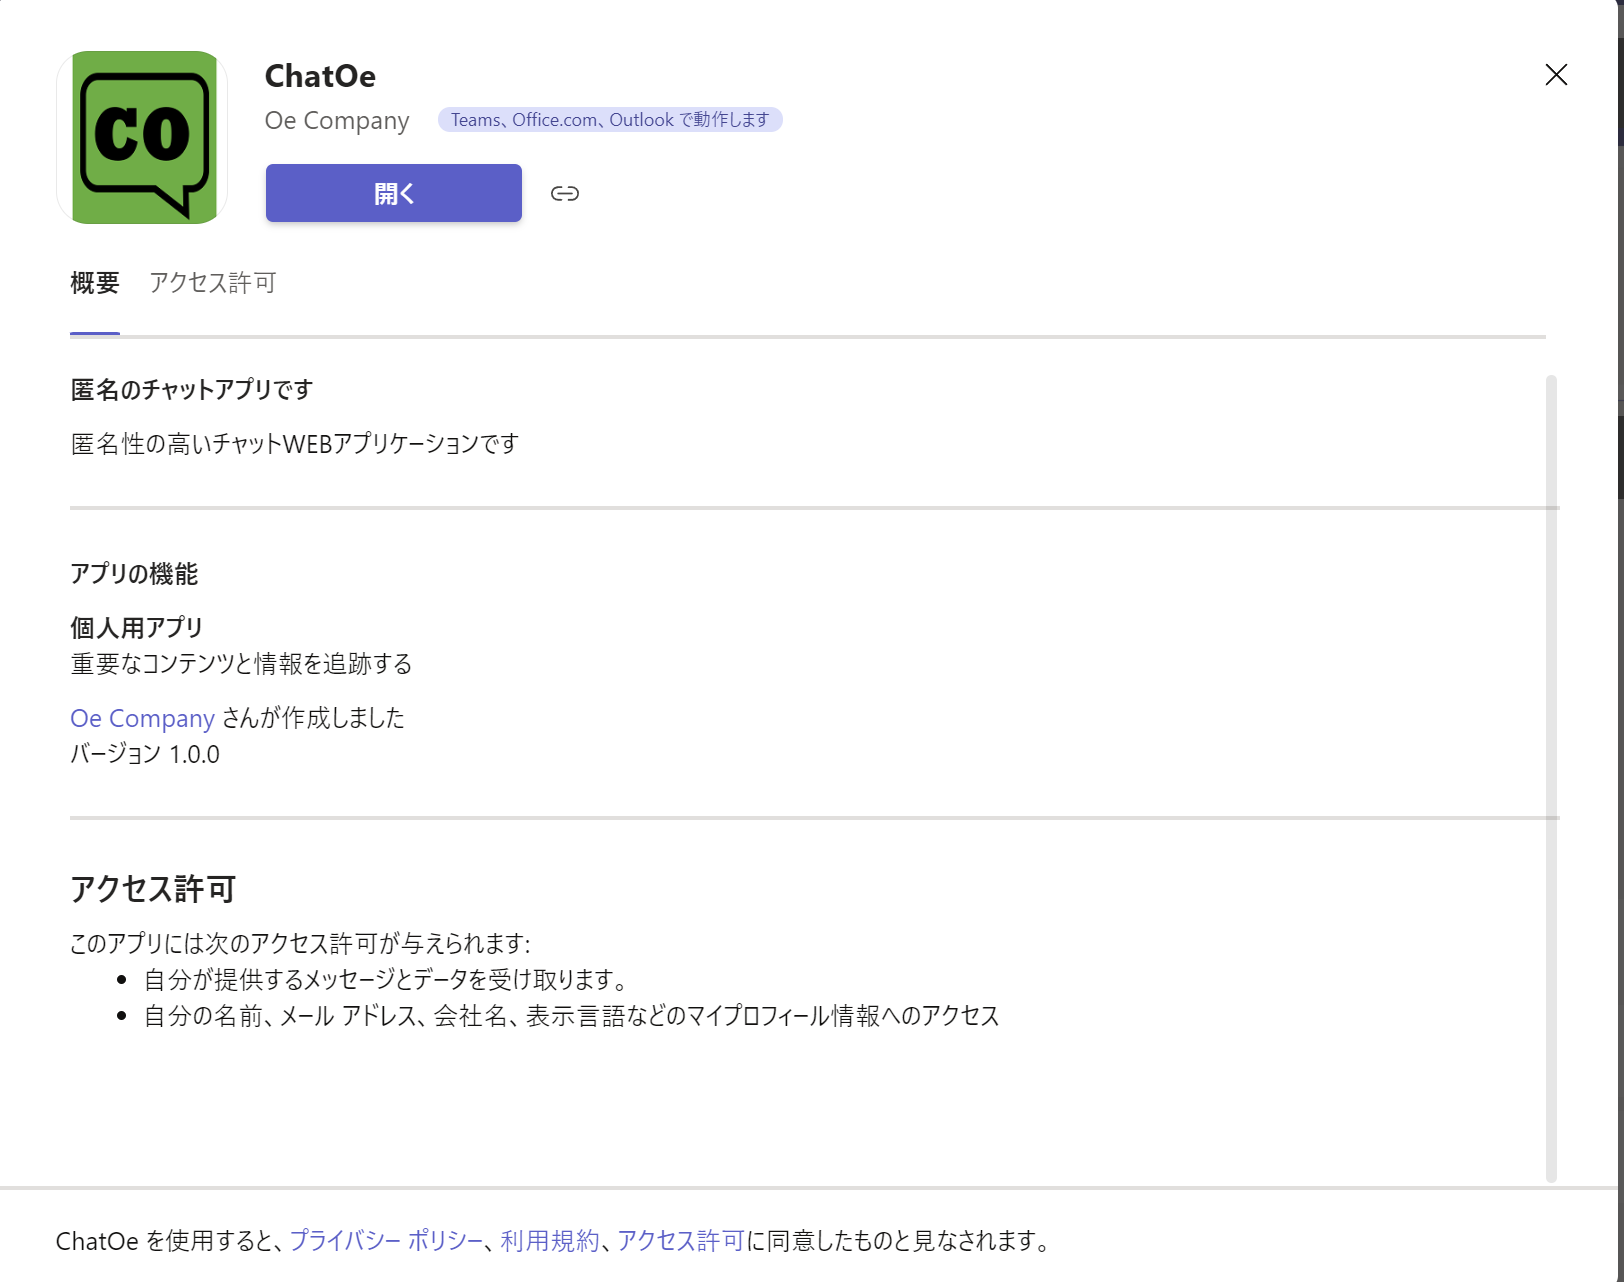 CO
ChatOe
Oe Company
Teams、Office.com、Outlook で動作します
開く
概要 アクセス許可
匿名のチャットアプリです
匿名性の高いチャットWEBアプリケーションです
アプリの機能
個人用アプリ
重要なコンテンツと情報を追跡する
Oe Company さんが作成しました
バージョン 1.0.0
アクセス許可
このアプリには次のアクセス許可が与えられます:
• 自分が提供するメッセージとデータを受け取ります。
• 自分の名前、メール アドレス、会社名、表示言語などのマイプロフィール情報へのアクセス
ChatOe を使用すると、プライバシー ポリシー、利用規約、アクセス許可に同意したものと見なされます。